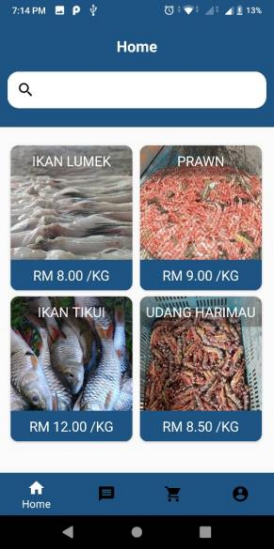 7:14 PM
13%
Home
IKAN LUMEK
PRAWN
RM 8.00 /KG
RM 9.00 /KG
IKAN TIKUI
UDANG HARIMAU
RM 12.00 /KG
RM 8.50 /KG
Home